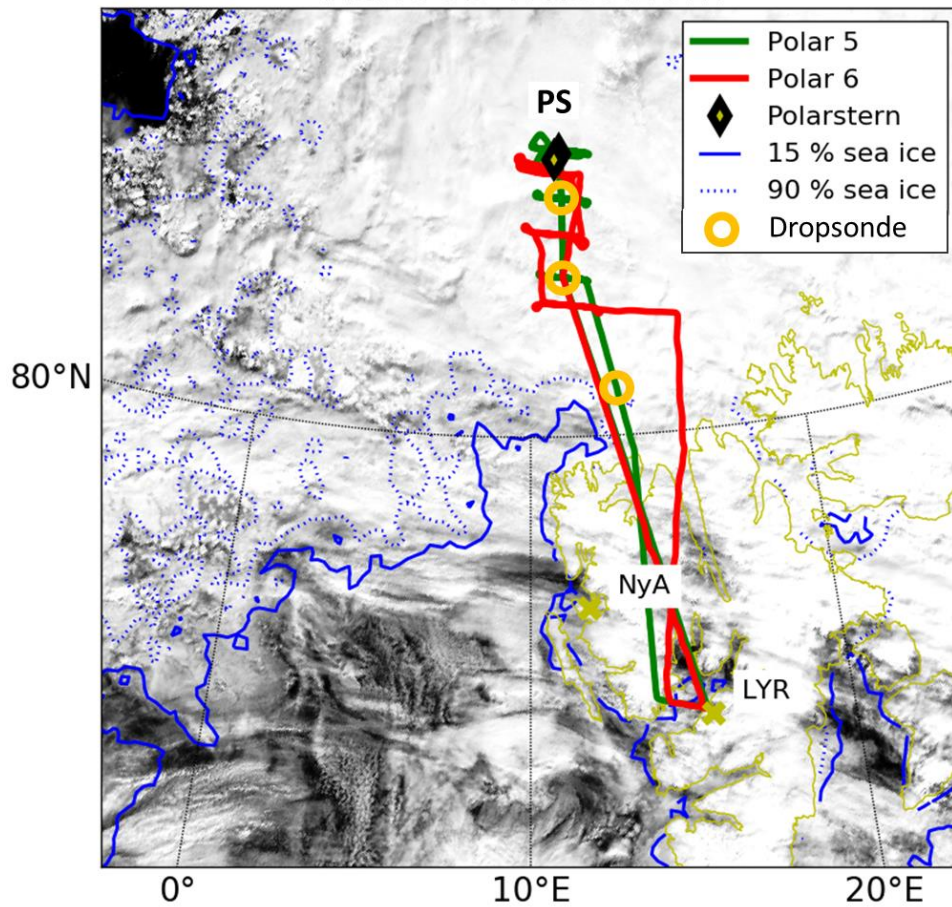 Polar 5
Polar 6
Polarstern
15 % sea ice
90 % sea ice
Dropsonde
PS
80°N
NyA
LYR
0°
10°E
20°E